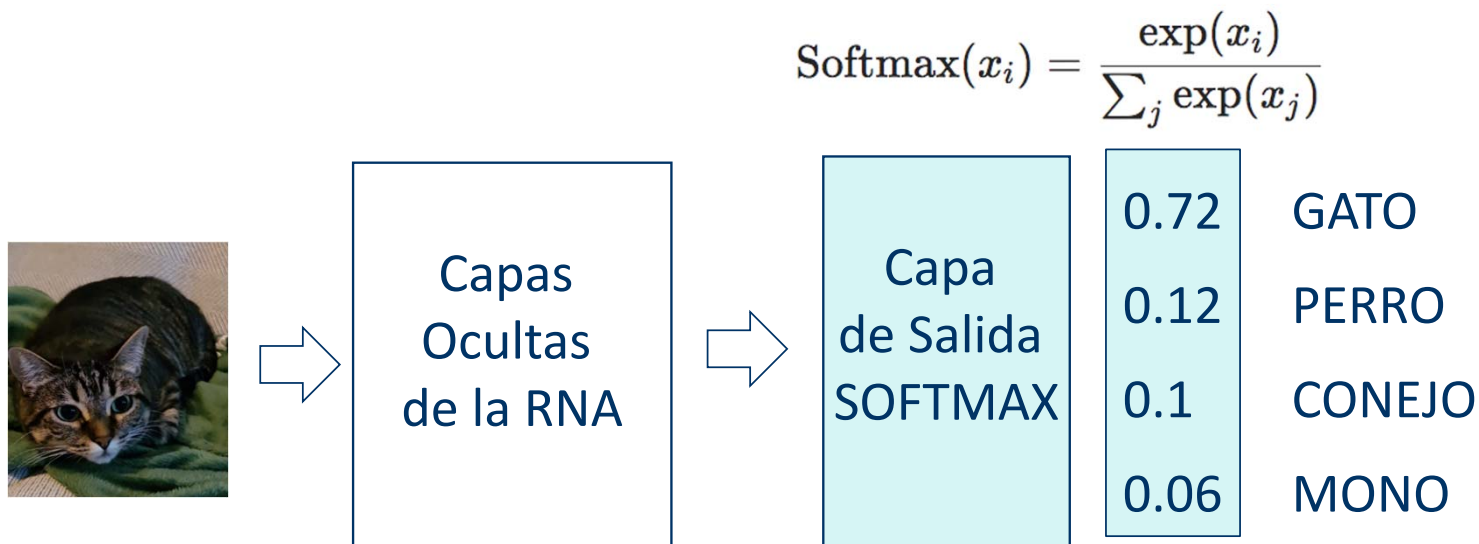 Softmax(x_i) = exp(x_i) / ∑_j exp(x_j)
Capas
Ocultas
de la RNA
Capa
de Salida
SOFTMAX
0.72 GATO
0.12 PERRO
0.1 CONEJO
0.06 MONO